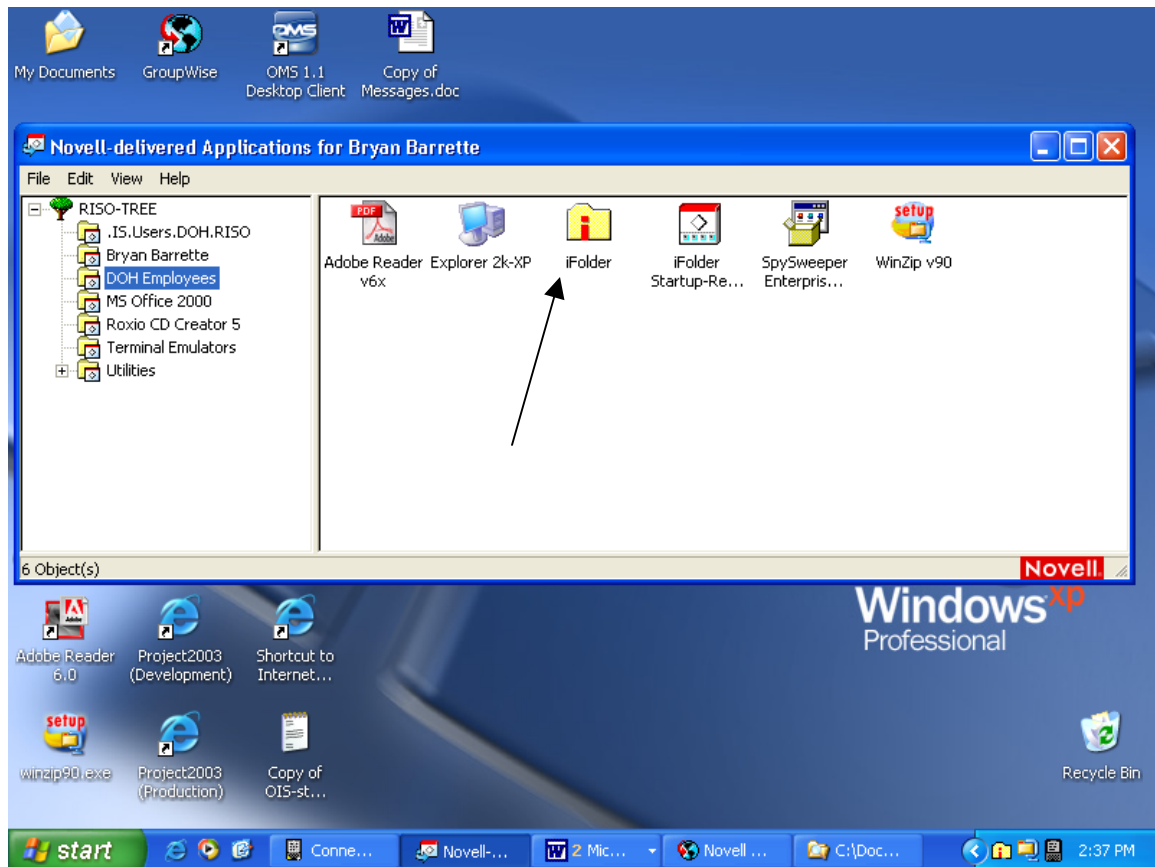 My Documents
GroupWise
OMS
OMS 1.1
Desktop Client
Copy of
Messages.doc
Novell-delivered Applications for Bryan Barrette
File Edit View Help
RISO-TREE
.IS.Users.DOH.RISO
Bryan Barrette
DOH Employees
MS Office 2000
Roxio CD Creator 5
Terminal Emulators
Utilities
PDF
Adobe
Adobe Reader
v6x
Explorer 2k-XP
iFolder
iFolder
Startup-Re...
SpySweeper
Enterpris...
setup
WinZip v90
6 Object(s)
Novell.
Windows xp
Professional
Adobe
Adobe Reader
6.0
Project2003
(Development)
Shortcut to
Internet...
setup
winzip90.exe
Project2003
(Production)
Copy of
OIS-st...
Recycle Bin
start
Conne...
Novell-...
2 Mic...
Novell ...
C:\Doc...
2:37 PM